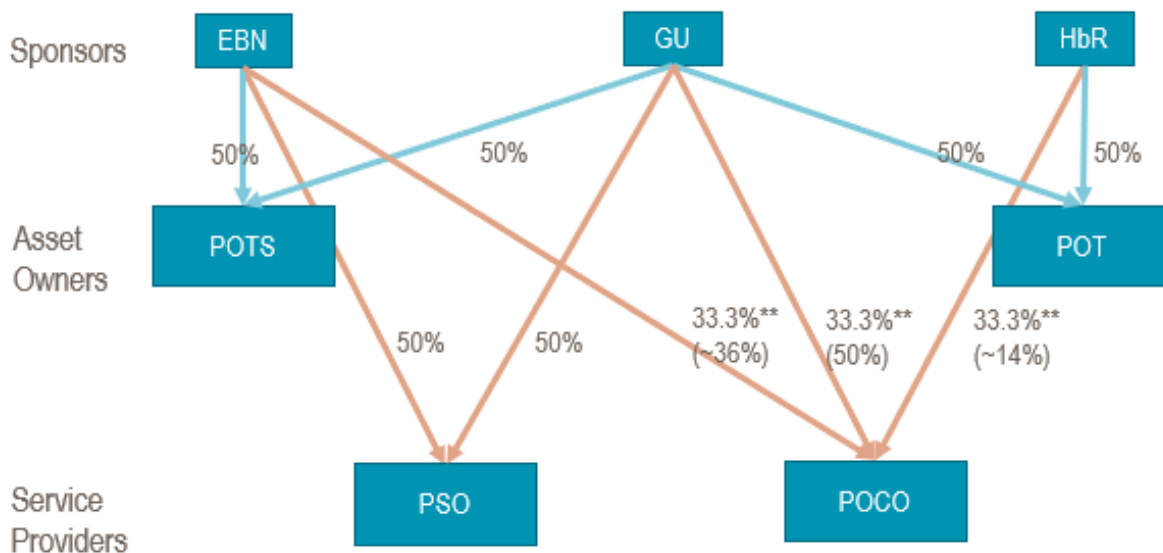 Sponsors
EBN
GU
HbR
50%
50%
50%
50%
Asset
Owners
POTS
POT
50%
50%
33.3%**
(~36%)
33.3%**
(50%)
33.3%**
(~14%)
Service
Providers
PSO
POCO